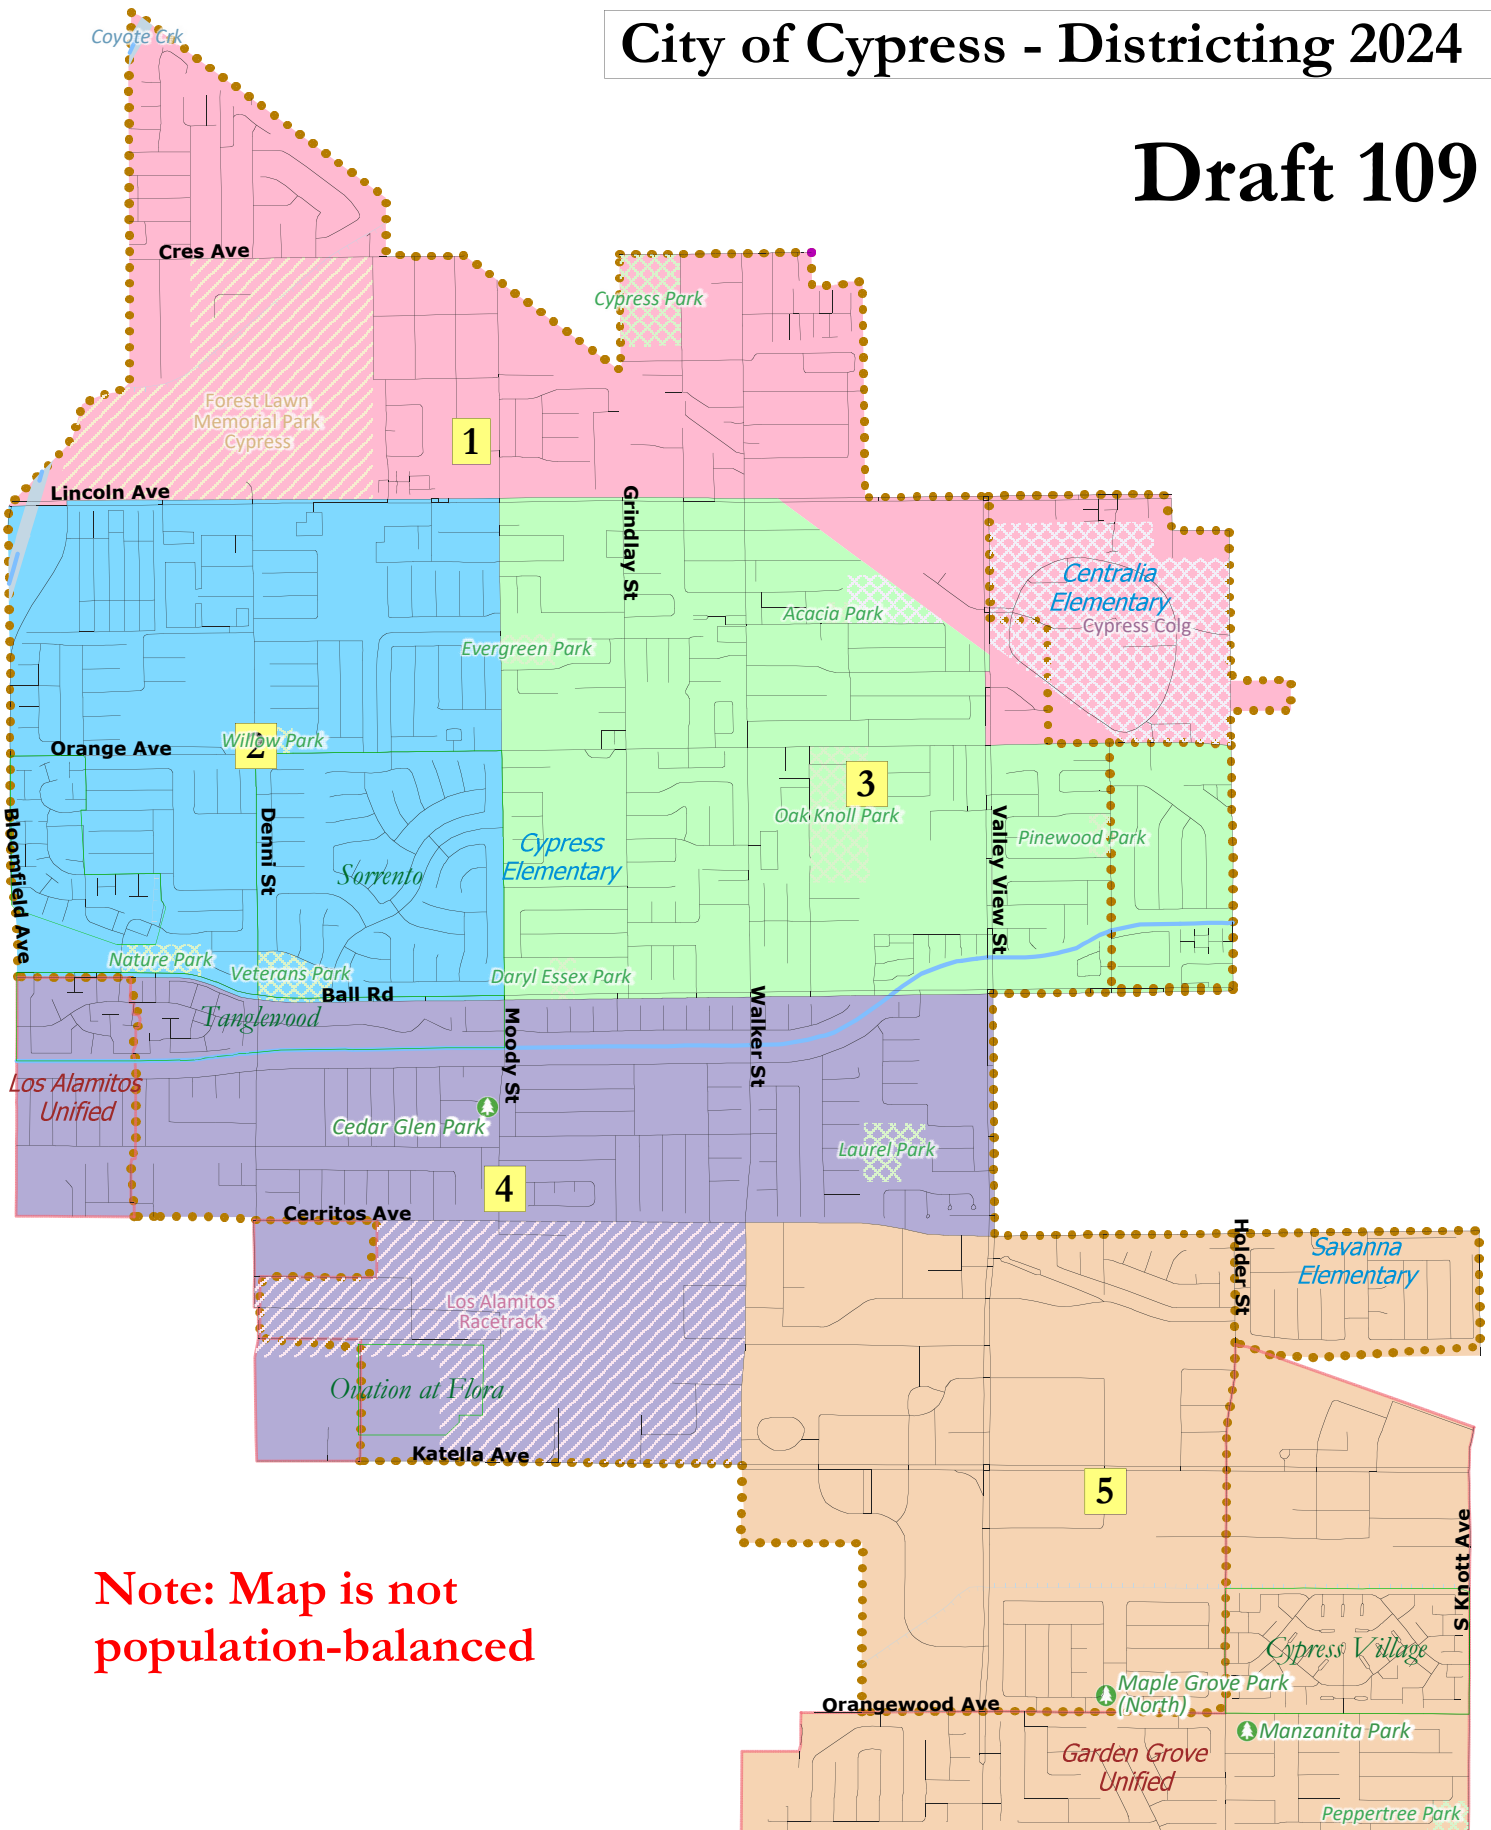 City of Cypress - Districting 2024
Coyote Crk
Draft 109
Cres Ave
Cypress Park
Forest Lawn
Memorial Park
Cypress
1
Lincoln Ave
Grindlay St
Centralia
Elementary
Acacia Park
Cypress Colg
Evergreen Park
Willow Park
2
Orange Ave
3
Oak Knoll Park
Bloomfield Ave
Denni St
Valley View St
Pinewood Park
Cypress
Elementary
Sorrento
Nature Park
Veterans Park
Daryl Essex Park
Ball Rd
Tanglewood
Moody St
Walker St
Los Alamitos
Unified
Cedar Glen Park
Laurel Park
4
Cerritos Ave
Holder St
Savanna
Elementary
Los Alamitos
Racetrack
Ovation at Flora
Katella Ave
5
S Knott Ave
Note: Map is not
population-balanced
Cypress Village
Maple Grove Park
(North)
Orangewood Ave
Manzanita Park
Garden Grove
Unified
Peppertree Park